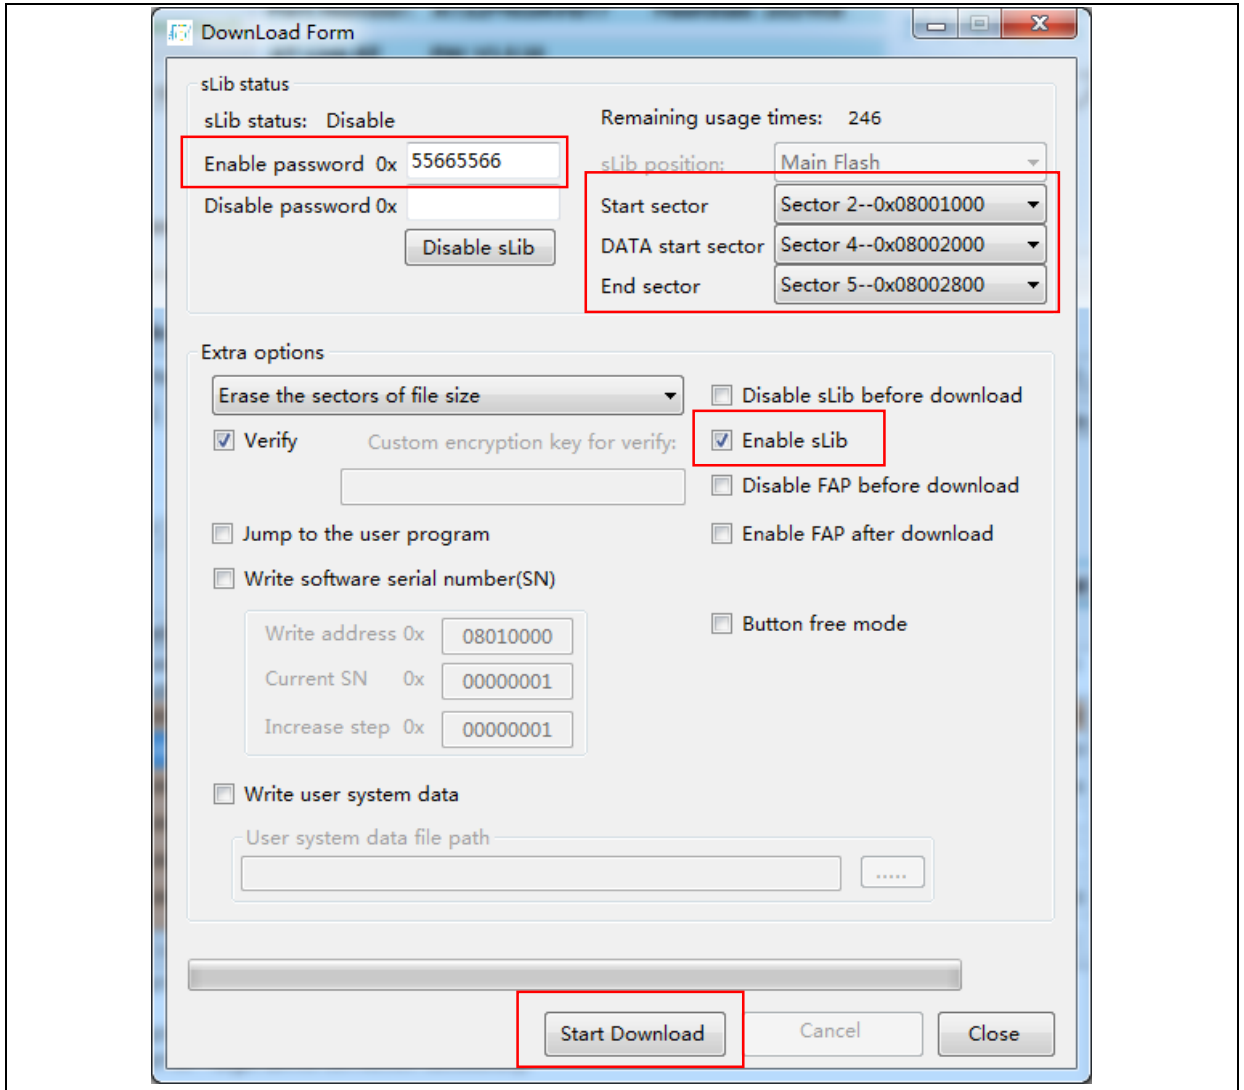 DownLoad Form
sLib status
sLib status: Disable
Remaining usage times: 246
Enable password 0x 55665566
sLib position: Main Flash
Disable password 0x
Start sector Sector 2--0x08001000
Disable sLib
DATA start sector Sector 4--0x08002000
End sector Sector 5--0x08002800
Extra options
Erase the sectors of file size
Disable sLib before download
Verify
Custom encryption key for verify:
Enable sLib
Disable FAP before download
Jump to the user program
Enable FAP after download
Write software serial number(SN)
Write address 0x 08010000
Button free mode
Current SN 0x 00000001
Increase step 0x 00000001
Write user system data
User system data file path
.....
Start Download
Cancel
Close